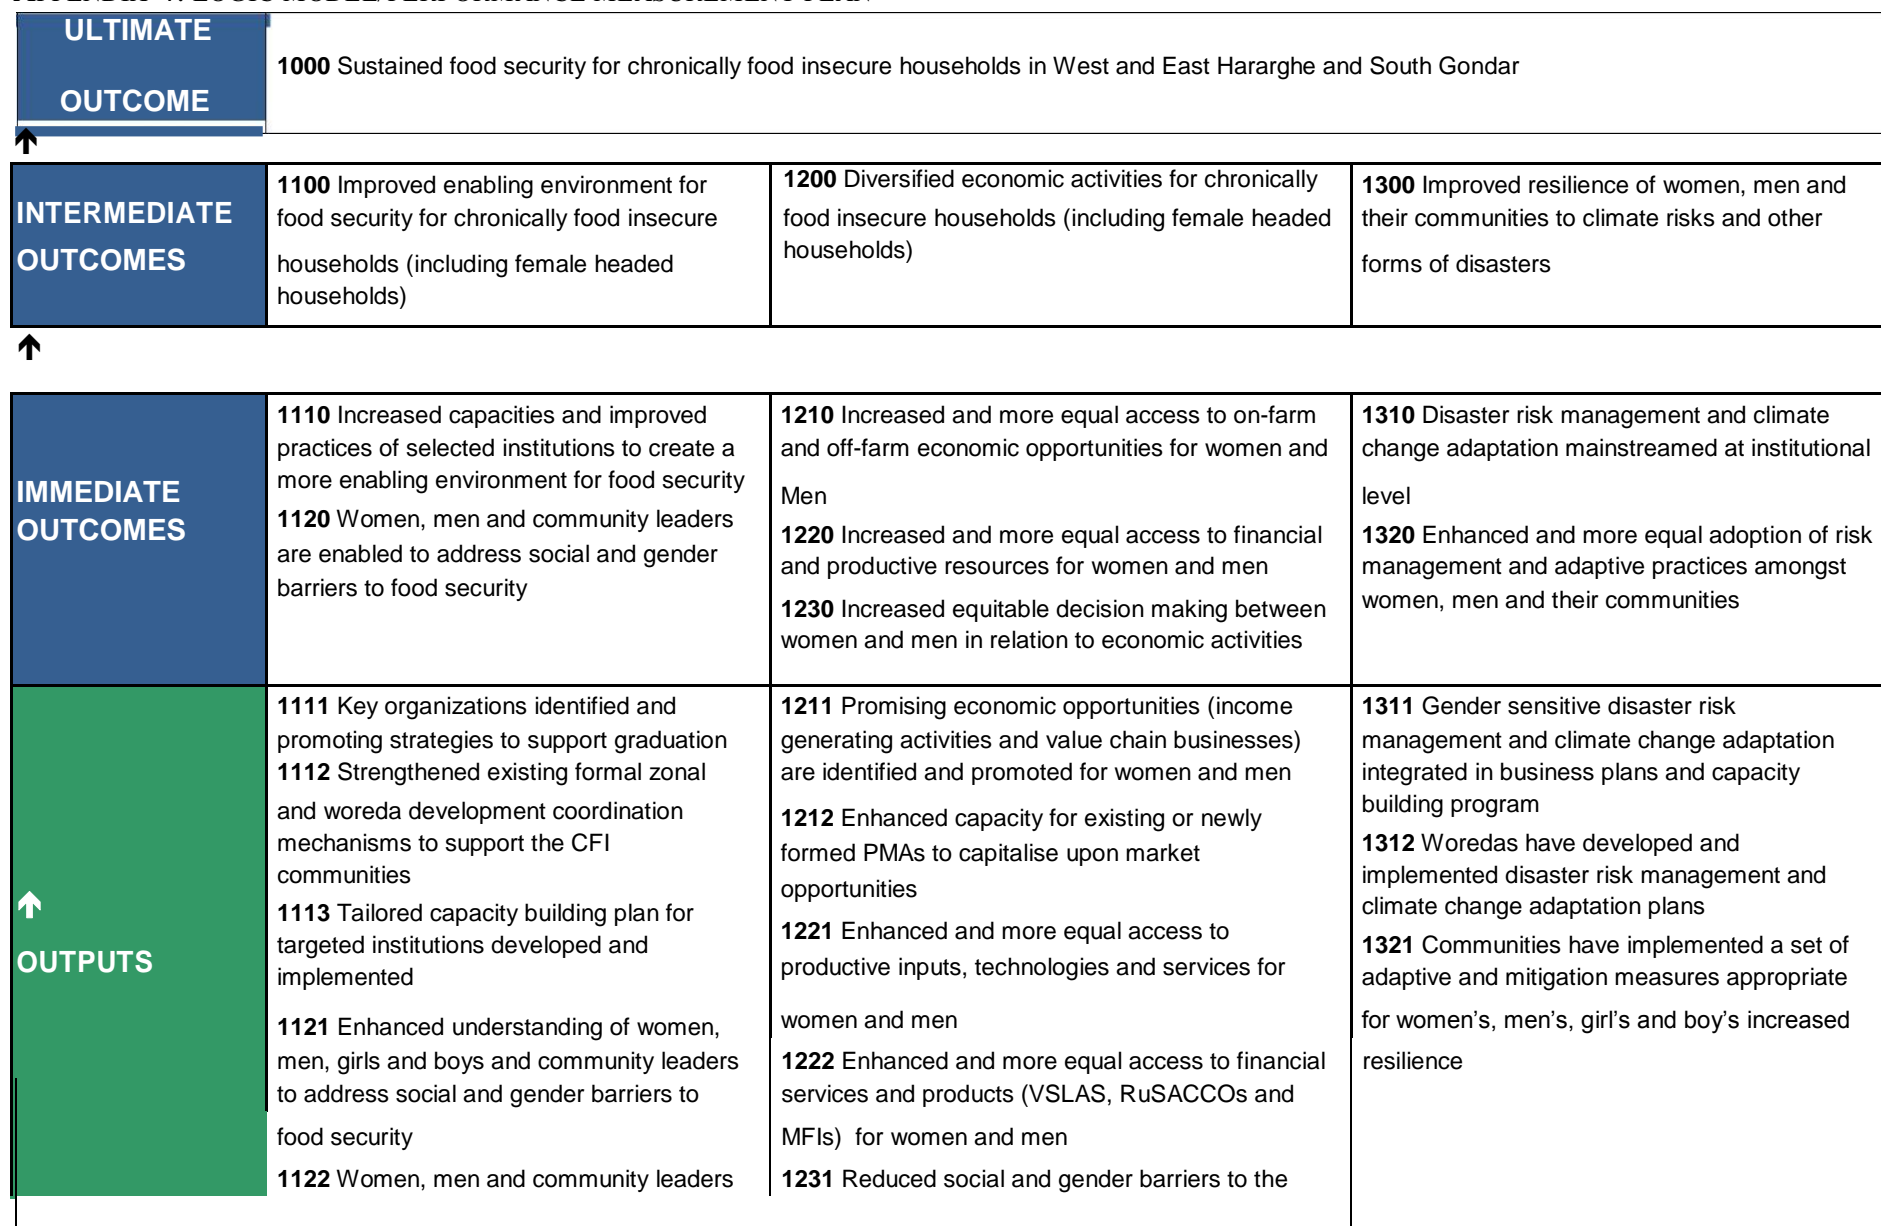 ULTIMATE
OUTCOME
1000 Sustained food security for chronically food insecure households in West and East Hararghe and South Gondar
INTERMEDIATE
OUTCOMES
1100 Improved enabling environment for
food security for chronically food insecure
households (including female headed
households)
1200 Diversified economic activities for chronically
food insecure households (including female headed
households)
1300 Improved resilience of women, men and
their communities to climate risks and other
forms of disasters
IMMEDIATE
OUTCOMES
1110 Increased capacities and improved
practices of selected institutions to create a
more enabling environment for food security
1120 Women, men and community leaders
are enabled to address social and gender
barriers to food security
1210 Increased and more equal access to on-farm
and off-farm economic opportunities for women and
Men
1220 Increased and more equal access to financial
and productive resources for women and men
1230 Increased equitable decision making between
women and men in relation to economic activities
1310 Disaster risk management and climate
change adaptation mainstreamed at institutional
level
1320 Enhanced and more equal adoption of risk
management and adaptive practices amongst
women, men and their communities
OUTPUTS
1111 Key organizations identified and
promoting strategies to support graduation
1112 Strengthened existing formal zonal
and woreda development coordination
mechanisms to support the CFI
communities
1113 Tailored capacity building plan for
targeted institutions developed and
implemented
1121 Enhanced understanding of women,
men, girls and boys and community leaders
to address social and gender barriers to
food security
1122 Women, men and community leaders
1211 Promising economic opportunities (income
generating activities and value chain businesses)
are identified and promoted for women and men
1212 Enhanced capacity for existing or newly
formed PMAs to capitalise upon market
opportunities
1221 Enhanced and more equal access to
productive inputs, technologies and services for
women and men
1222 Enhanced and more equal access to financial
services and products (VSLAS, RuSACCOs and
MFIs) for women and men
1231 Reduced social and gender barriers to the
1311 Gender sensitive disaster risk
management and climate change adaptation
integrated in business plans and capacity
building program
1312 Woredas have developed and
implemented disaster risk management and
climate change adaptation plans
1321 Communities have implemented a set of
adaptive and mitigation measures appropriate
for women’s, men’s, girl’s and boy’s increased
resilience